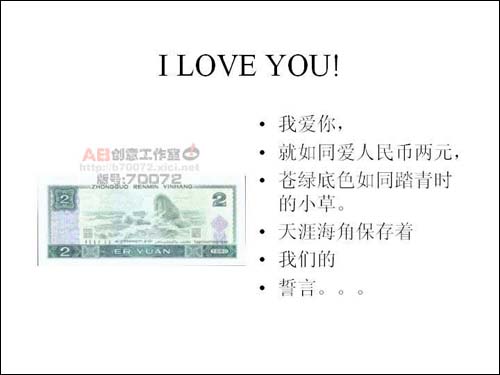 I LOVE YOU!
AEI创意工作室
http://b70072.xici.net
版号:70072
我爱你，
就如同爱人民币两元，
苍绿底色如同踏青时
的小草。
天涯海角保存着
我们的
誓言。。。
ZHONGGUO RENMIN YINHANG
2
2
2
ER YUAN